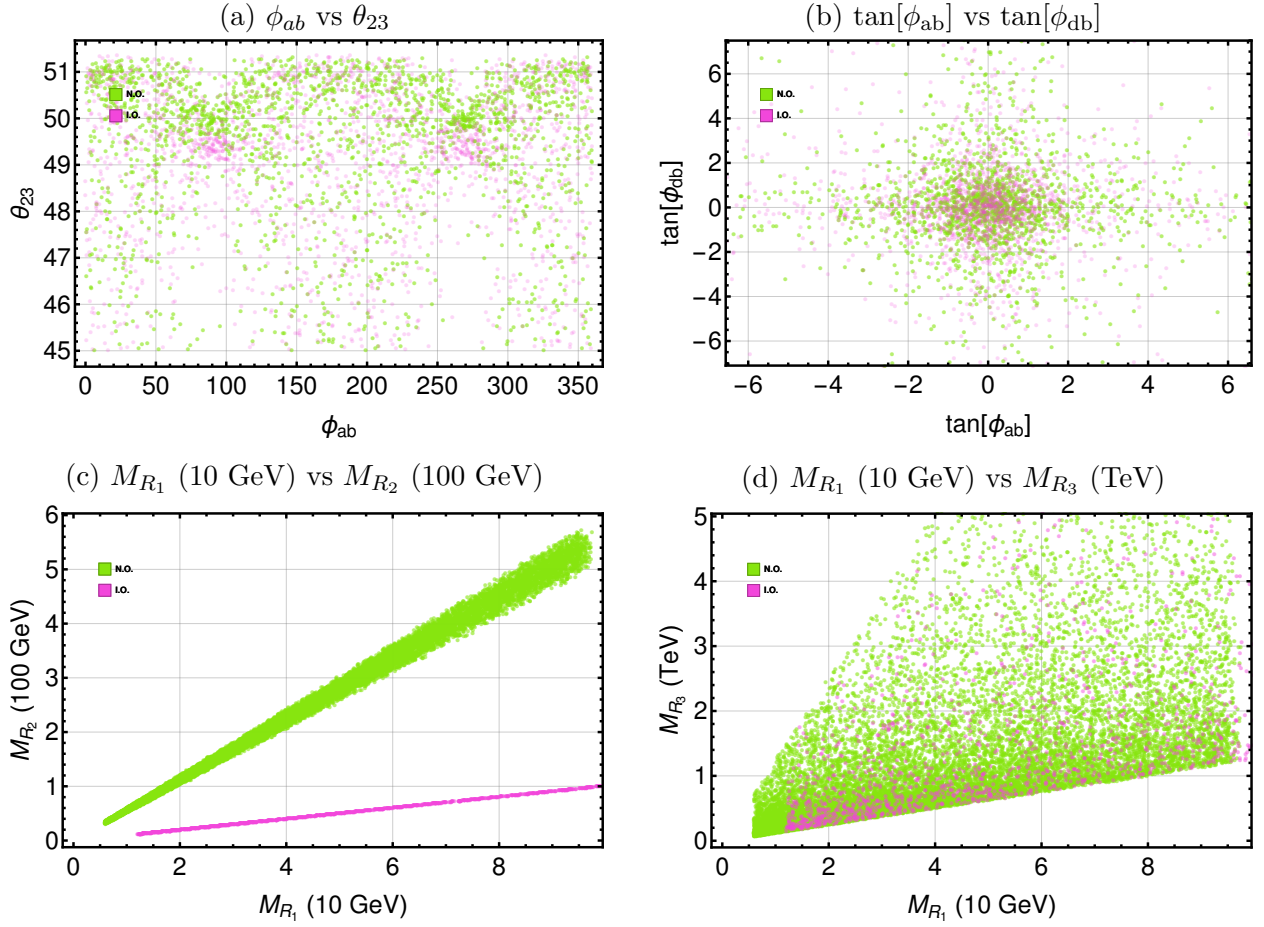 (a) ϕab vs θ23
N.O.
I.O.
51
50
49
48
47
46
45
θ23
0 50 100 150 200 250 300 350
ϕab
(b) tan[ϕab] vs tan[ϕdb]
N.O.
I.O.
6
4
2
0
−2
−4
−6
tan[ϕdb]
−6 −4 −2 0 2 4 6
tan[ϕab]
(c) MR1 (10 GeV) vs MR2 (100 GeV)
N.O.
I.O.
6
5
4
3
2
1
0
MR2 (100 GeV)
0 2 4 6 8
MR1 (10 GeV)
(d) MR1 (10 GeV) vs MR3 (TeV)
N.O.
I.O.
5
4
3
2
1
0
MR3 (TeV)
0 2 4 6 8
MR1 (10 GeV)